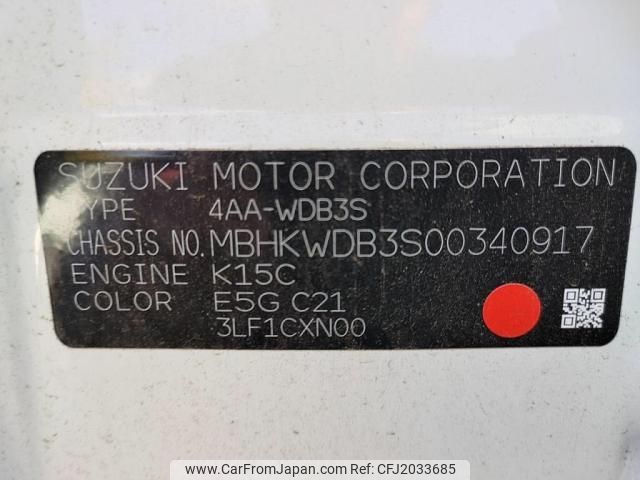 SUZUKI MOTOR CORPORATION
TYPE 4AA-WDB3S
CHASSIS NO. MBHKWDB3S00340917
ENGINE K15C
COLOR E5G C21
3LF1CXN00
www.CarFromJapan.com | CFJ2033685